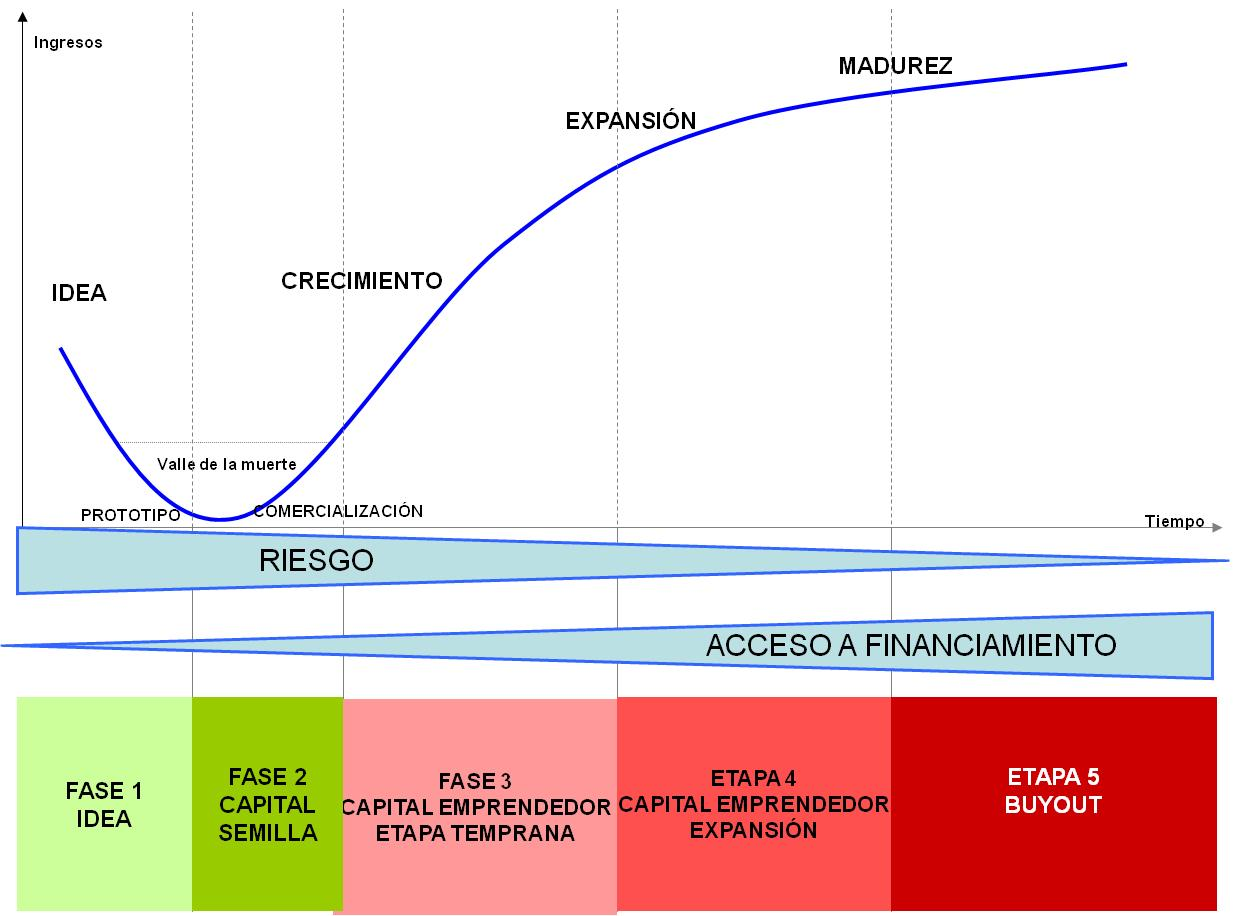 Ingresos
MADUREZ
EXPANSIÓN
CRECIMIENTO
IDEA
Valle de la muerte
PROTOTIPO
COMERCIALIZACIÓN
Tiempo
RIESGO
ACCESO A FINANCIAMIENTO
FASE 1
IDEA
FASE 2
CAPITAL
SEMILLA
FASE 3
CAPITAL EMPRENDEDOR
ETAPA TEMPRANA
ETAPA 4
CAPITAL EMPRENDEDOR
EXPANSIÓN
ETAPA 5
BUYOUT